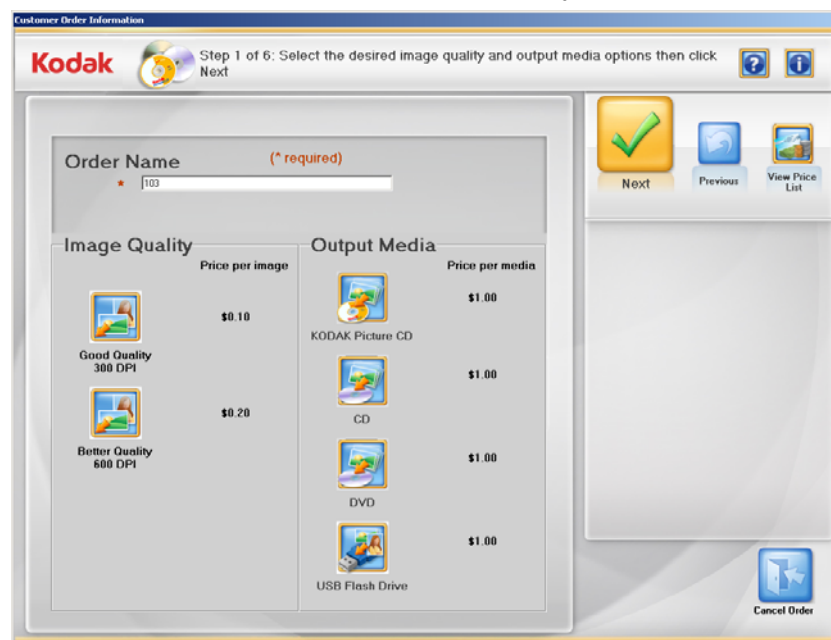 Customer Order Information
Kodak
Step 1 of 6: Select the desired image quality and output media options then click
Next
Next
Previous
View Price
List
Order Name
(* required)
* 103
Image Quality
Price per image
$0.10
Good Quality
300 DPI
$0.20
Better Quality
600 DPI
Output Media
Price per media
$1.00
KODAK Picture CD
$1.00
CD
$1.00
DVD
$1.00
USB Flash Drive
Cancel Order